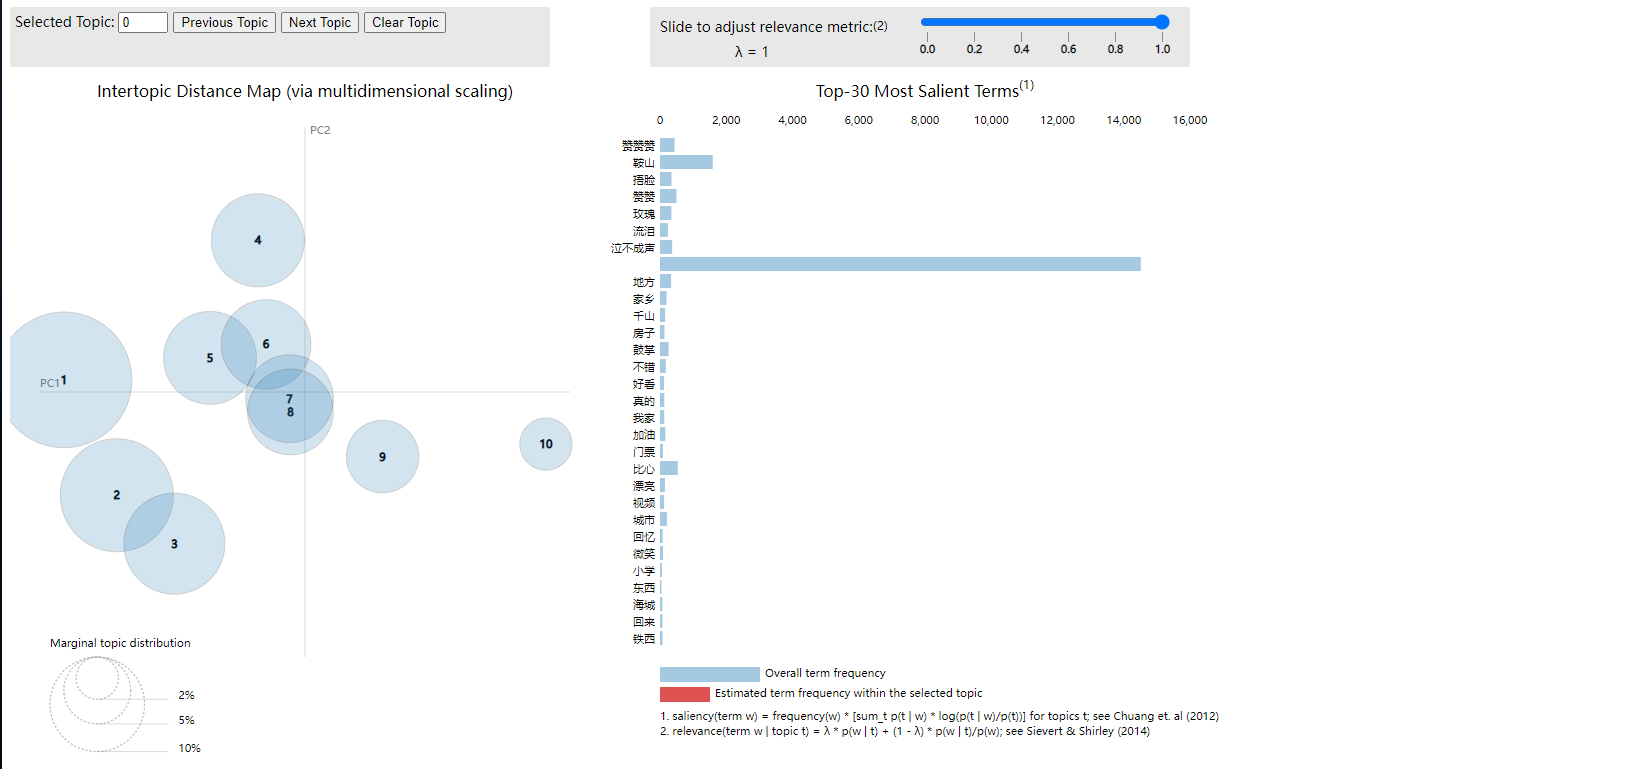 Selected Topic: 0 Previous Topic Next Topic Clear Topic
Slide to adjust relevance metric:(2)
λ = 1
0.0 0.2 0.4 0.6 0.8 1.0
Intertopic Distance Map (via multidimensional scaling)
PC2
PC1
1
2
3
4
5
6
7
8
9
10
Marginal topic distribution
2%
5%
10%
Top-30 Most Salient Terms(1)
0 2,000 4,000 6,000 8,000 10,000 12,000 14,000 16,000
赞赞赞
鞍山
捂脸
赞赞
玫瑰
流泪
泣不成声
地方
家乡
千山
房子
鼓掌
不错
好看
真的
我家
加油
门票
比心
漂亮
视频
城市
回忆
微笑
小学
东西
海城
回来
铁西
Overall term frequency
Estimated term frequency within the selected topic
1. saliency(term w) = frequency(w) * [sum_t p(t | w) * log(p(t | w)/p(t))] for topics t; see Chuang et. al (2012)
2. relevance(term w | topic t) = λ * p(w | t) + (1 - λ) * p(w | t)/p(w); see Sievert & Shirley (2014)